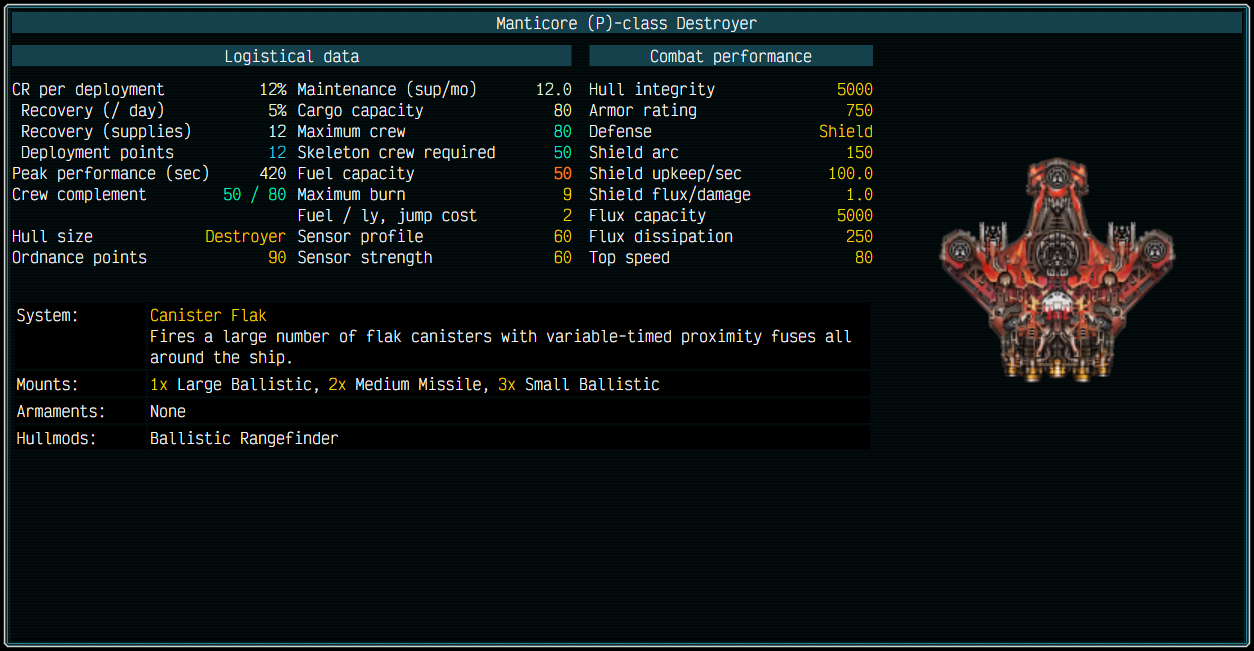 Manticore (P)-class Destroyer
Logistical data
CR per deployment 12%
Recovery (/ day) 5%
Recovery (supplies) 12
Deployment points 12
Peak performance (sec) 420
Crew complement 50 / 80
Hull size Destroyer
Ordnance points 90
Maintenance (sup/mo) 12.0
Cargo capacity 80
Maximum crew 80
Skeleton crew required 50
Fuel capacity 50
Maximum burn 9
Fuel / ly, jump cost 2
Sensor profile 60
Sensor strength 60
Combat performance
Hull integrity 5000
Armor rating 750
Defense Shield
Shield arc 150
Shield upkeep/sec 100.0
Shield flux/damage 1.0
Flux capacity 5000
Flux dissipation 250
Top speed 80
System: Canister Flak
Fires a large number of flak canisters with variable-timed proximity fuses all
around the ship.
Mounts: 1x Large Ballistic, 2x Medium Missile, 3x Small Ballistic
Armaments: None
Hullmods: Ballistic Rangefinder